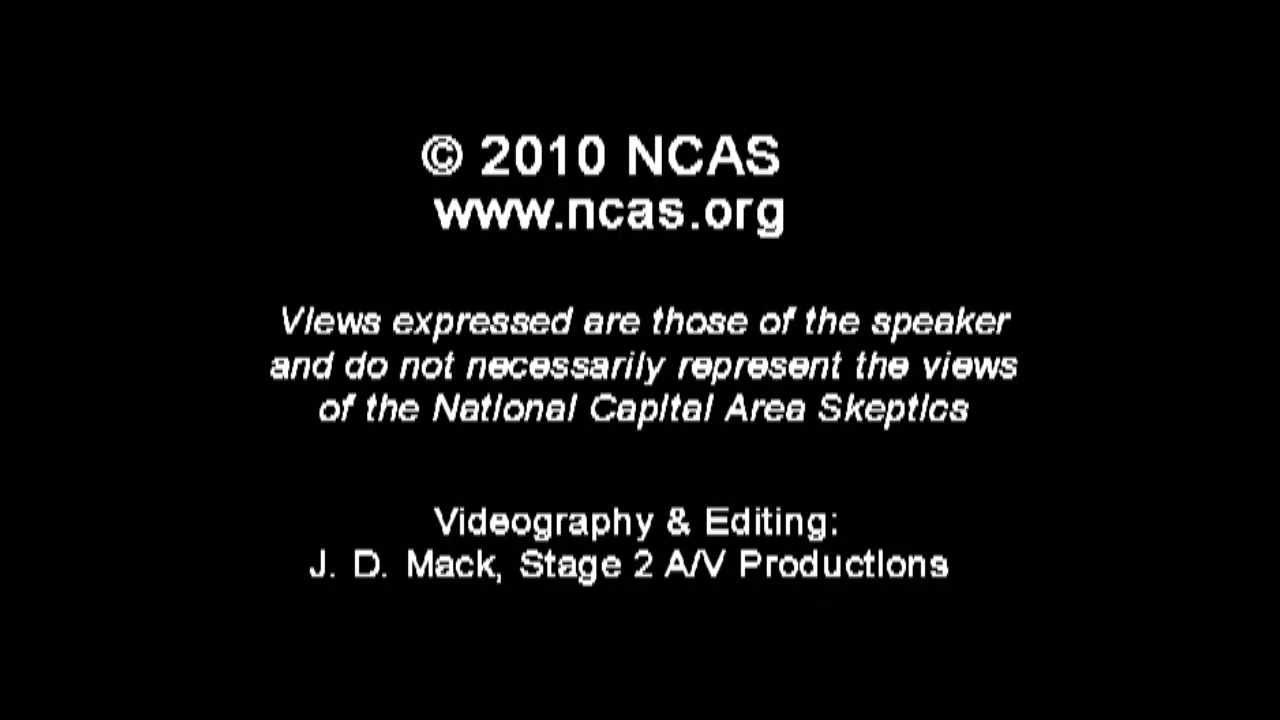 © 2010 NCAS
www.ncas.org
Views expressed are those of the speaker
and do not necessarily represent the views
of the National Capital Area Skeptics
Videography & Editing:
J. D. Mack, Stage 2 A/V Productions